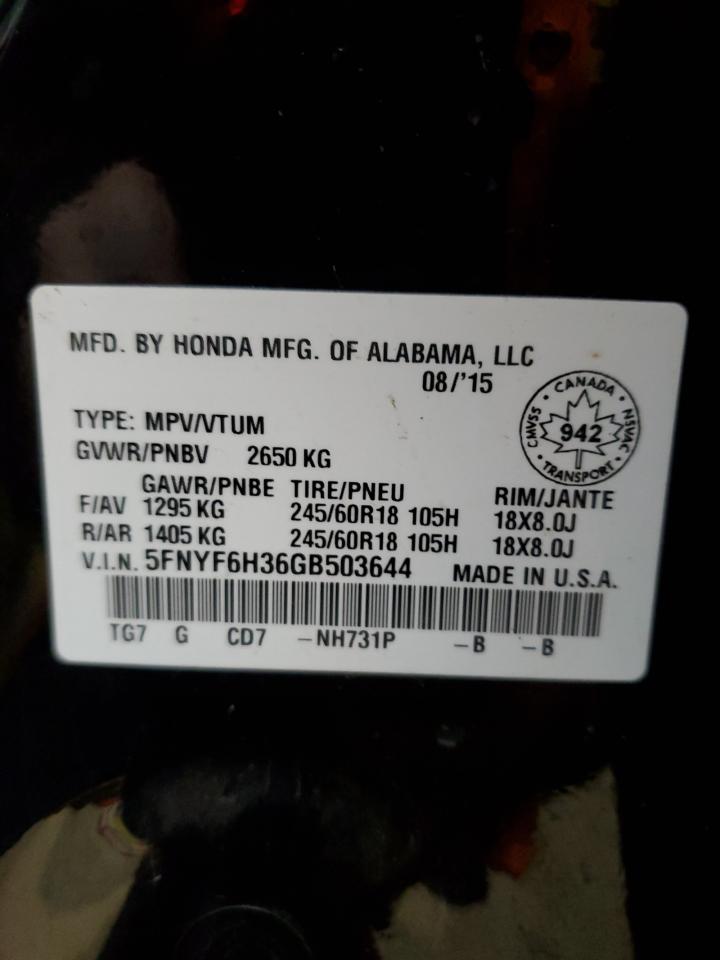 MFD. BY HONDA MFG. OF ALABAMA, LLC
08/'15
TYPE: MPV/VTUM
GVWR/PNBV 2650 KG
GAWR/PNBE TIRE/PNEU RIM/JANTE
F/AV 1295 KG 245/60R18 105H 18X8.0J
R/AR 1405 KG 245/60R18 105H 18X8.0J
V.I.N. 5FNYF6H36GB503644 MADE IN U.S.A.
TG7 G CD7 –NH731P –B –B
CANADA
CMVSS 942 NSVAC
TRANSPORT